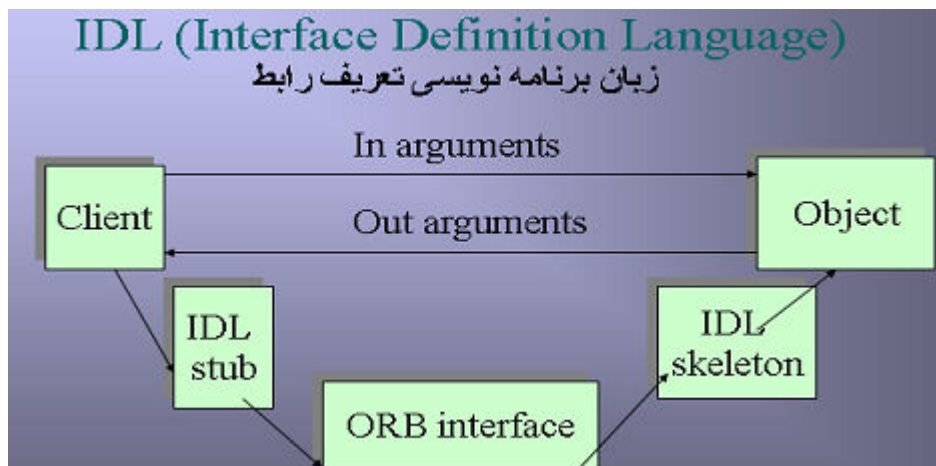 IDL (Interface Definition Language)
زبان برنامه نویسی تعریف رابط
In arguments
Client
Object
Out arguments
IDL
stub
IDL
skeleton
ORB interface